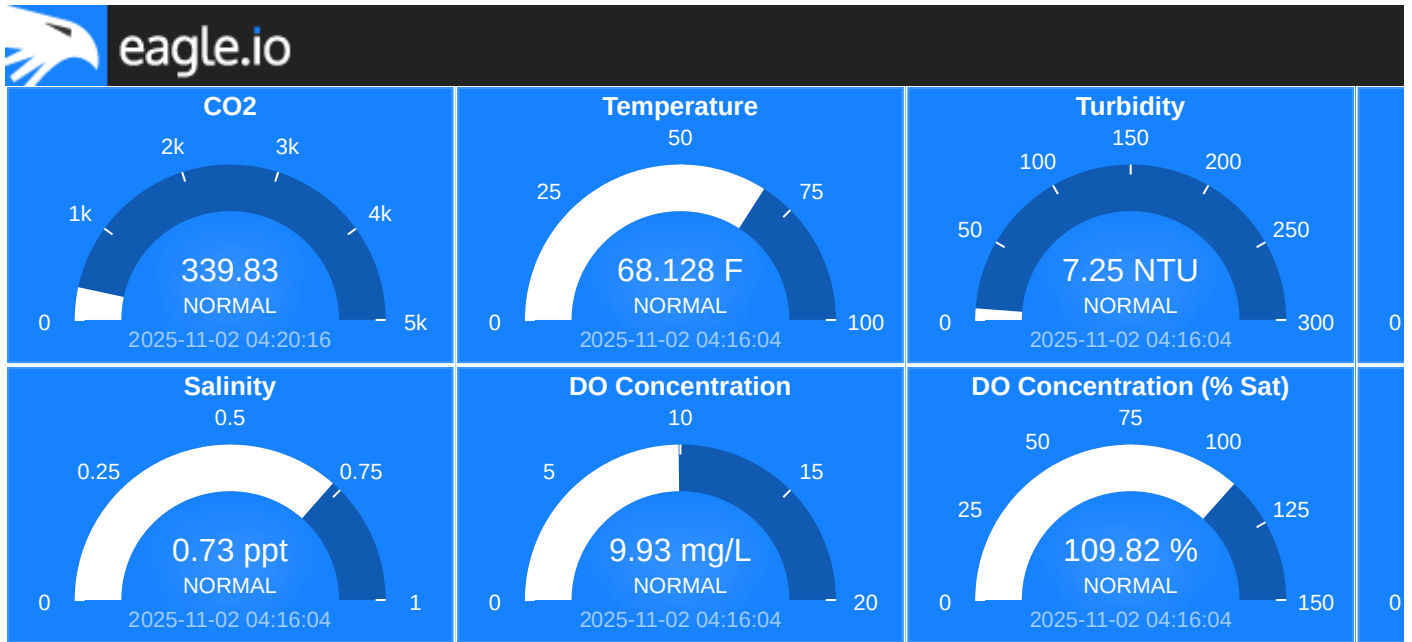 eagle.io
CO2
2k
3k
1k
4k
339.83
NORMAL
0
5k
2025-11-02 04:20:16
Temperature
50
25
75
68.128 F
NORMAL
0
100
2025-11-02 04:16:04
Turbidity
150
100
200
50
250
7.25 NTU
NORMAL
0
300
2025-11-02 04:16:04
0
Salinity
0.5
0.25
0.75
0.73 ppt
NORMAL
0
1
2025-11-02 04:16:04
DO Concentration
10
5
15
9.93 mg/L
NORMAL
0
20
2025-11-02 04:16:04
DO Concentration (% Sat)
75
50
100
25
125
109.82 %
NORMAL
0
150
2025-11-02 04:16:04
0